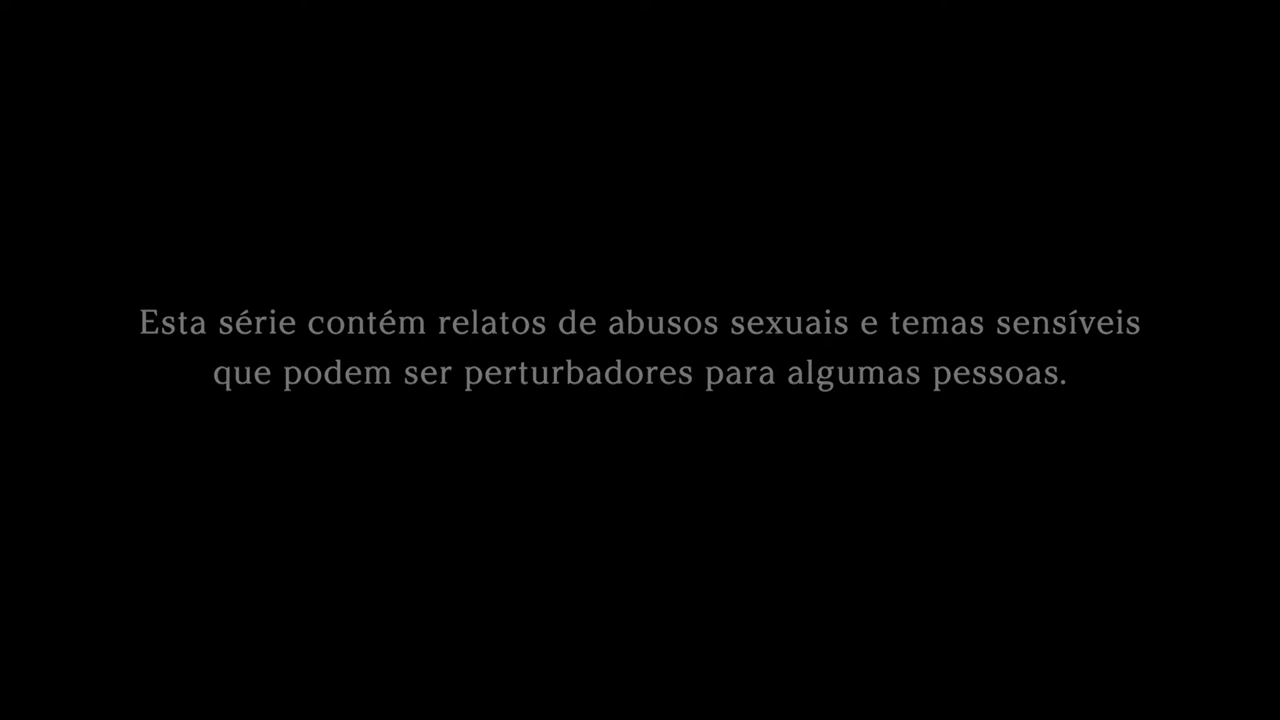 Esta série contém relatos de abusos sexuais e temas sensíveis
que podem ser perturbadores para algumas pessoas.